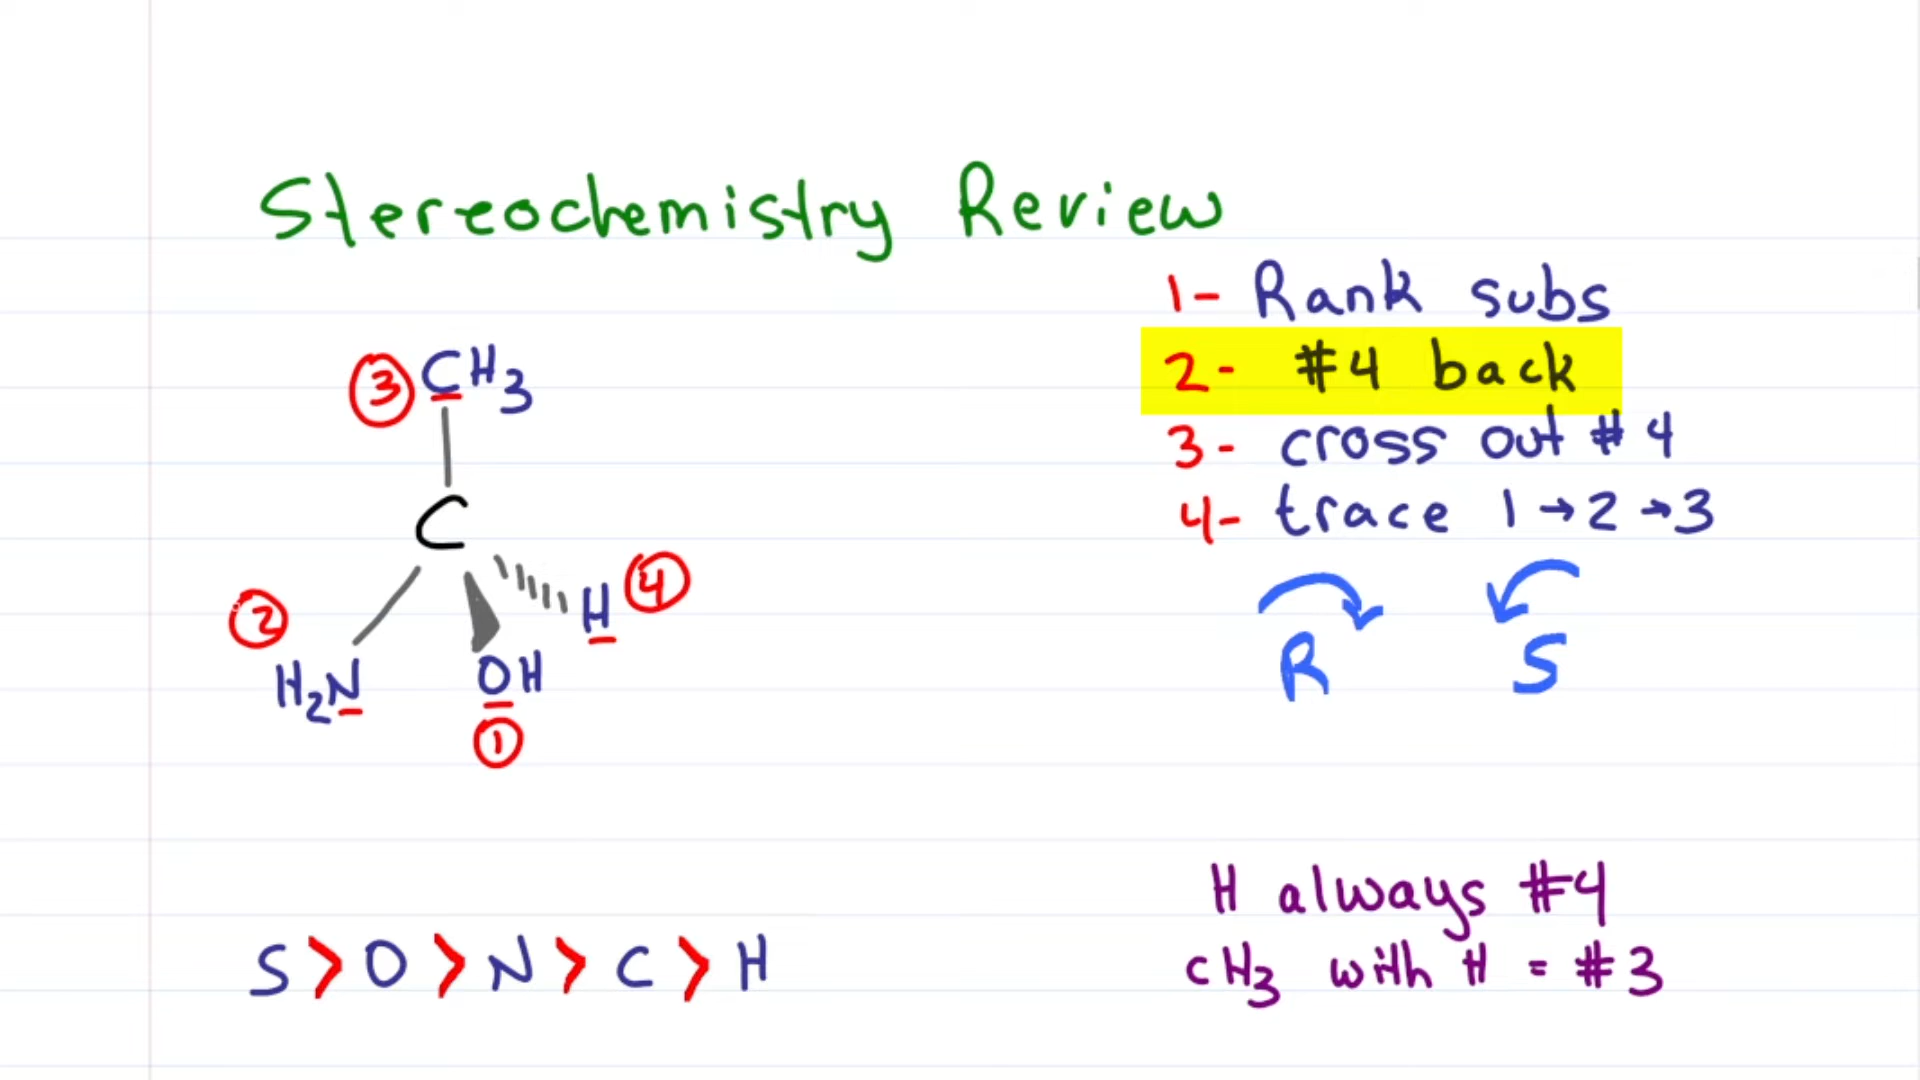 Stereochemistry Review
1- Rank subs
2- #4 back
3- cross out #4
4- trace 1→2→3
R S
③ CH3
C
② H ④
H2N OH
①
S > O > N > C > H
H always #4
CH3 with H = #3